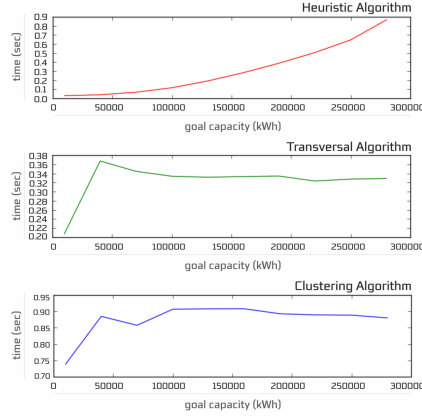 Heuristic Algorithm
time (sec)
0.9
0.8
0.7
0.6
0.5
0.4
0.3
0.2
0.1
0.0
0 50000 100000 150000 200000 250000 300000
goal capacity (kWh)
Transversal Algorithm
time (sec)
0.38
0.36
0.34
0.32
0.30
0.28
0.26
0.24
0.22
0.20
0 50000 100000 150000 200000 250000 300000
goal capacity (kWh)
Clustering Algorithm
time (sec)
0.95
0.90
0.85
0.80
0.75
0.70
0 50000 100000 150000 200000 250000 300000
goal capacity (kWh)